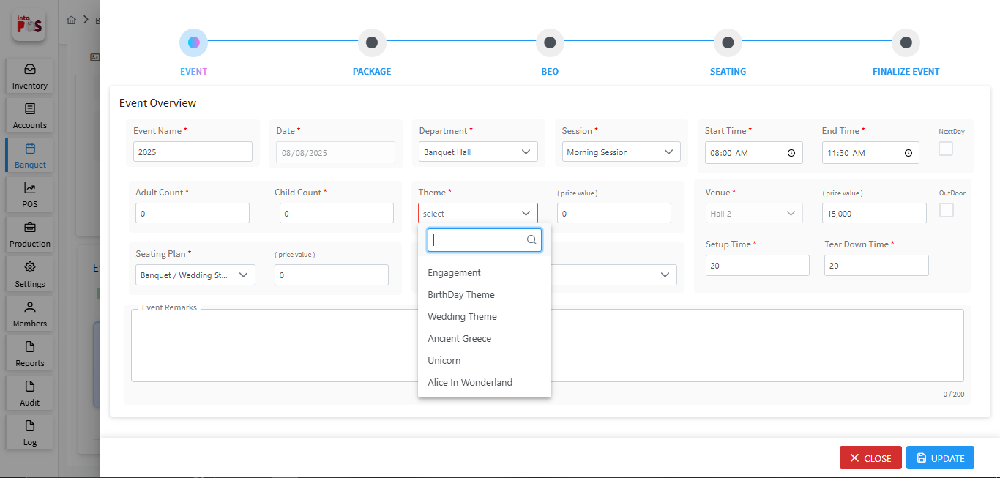 into
POS
B
Inventory
Accounts
Banquet
POS
Production
Settings
Members
Reports
Audit
Log
EVENT
PACKAGE
BEO
SEATING
FINALIZE EVENT
Event Overview
Event Name *
Date *
Department *
Session *
Start Time *
End Time *
NextDay
2025
08/08/2025
Banquet Hall
Morning Session
08:00 AM
11:30 AM
Adult Count *
Child Count *
Theme *
( price value )
Venue *
( price value )
OutDoor
0
0
select
0
Hall 2
15,000
Setup Time *
Tear Down Time *
20
20
Seating Plan *
( price value )
Banquet / Wedding St...
0
Engagement
BirthDay Theme
Wedding Theme
Ancient Greece
Unicorn
Alice In Wonderland
Event Remarks
0 / 200
CLOSE
UPDATE